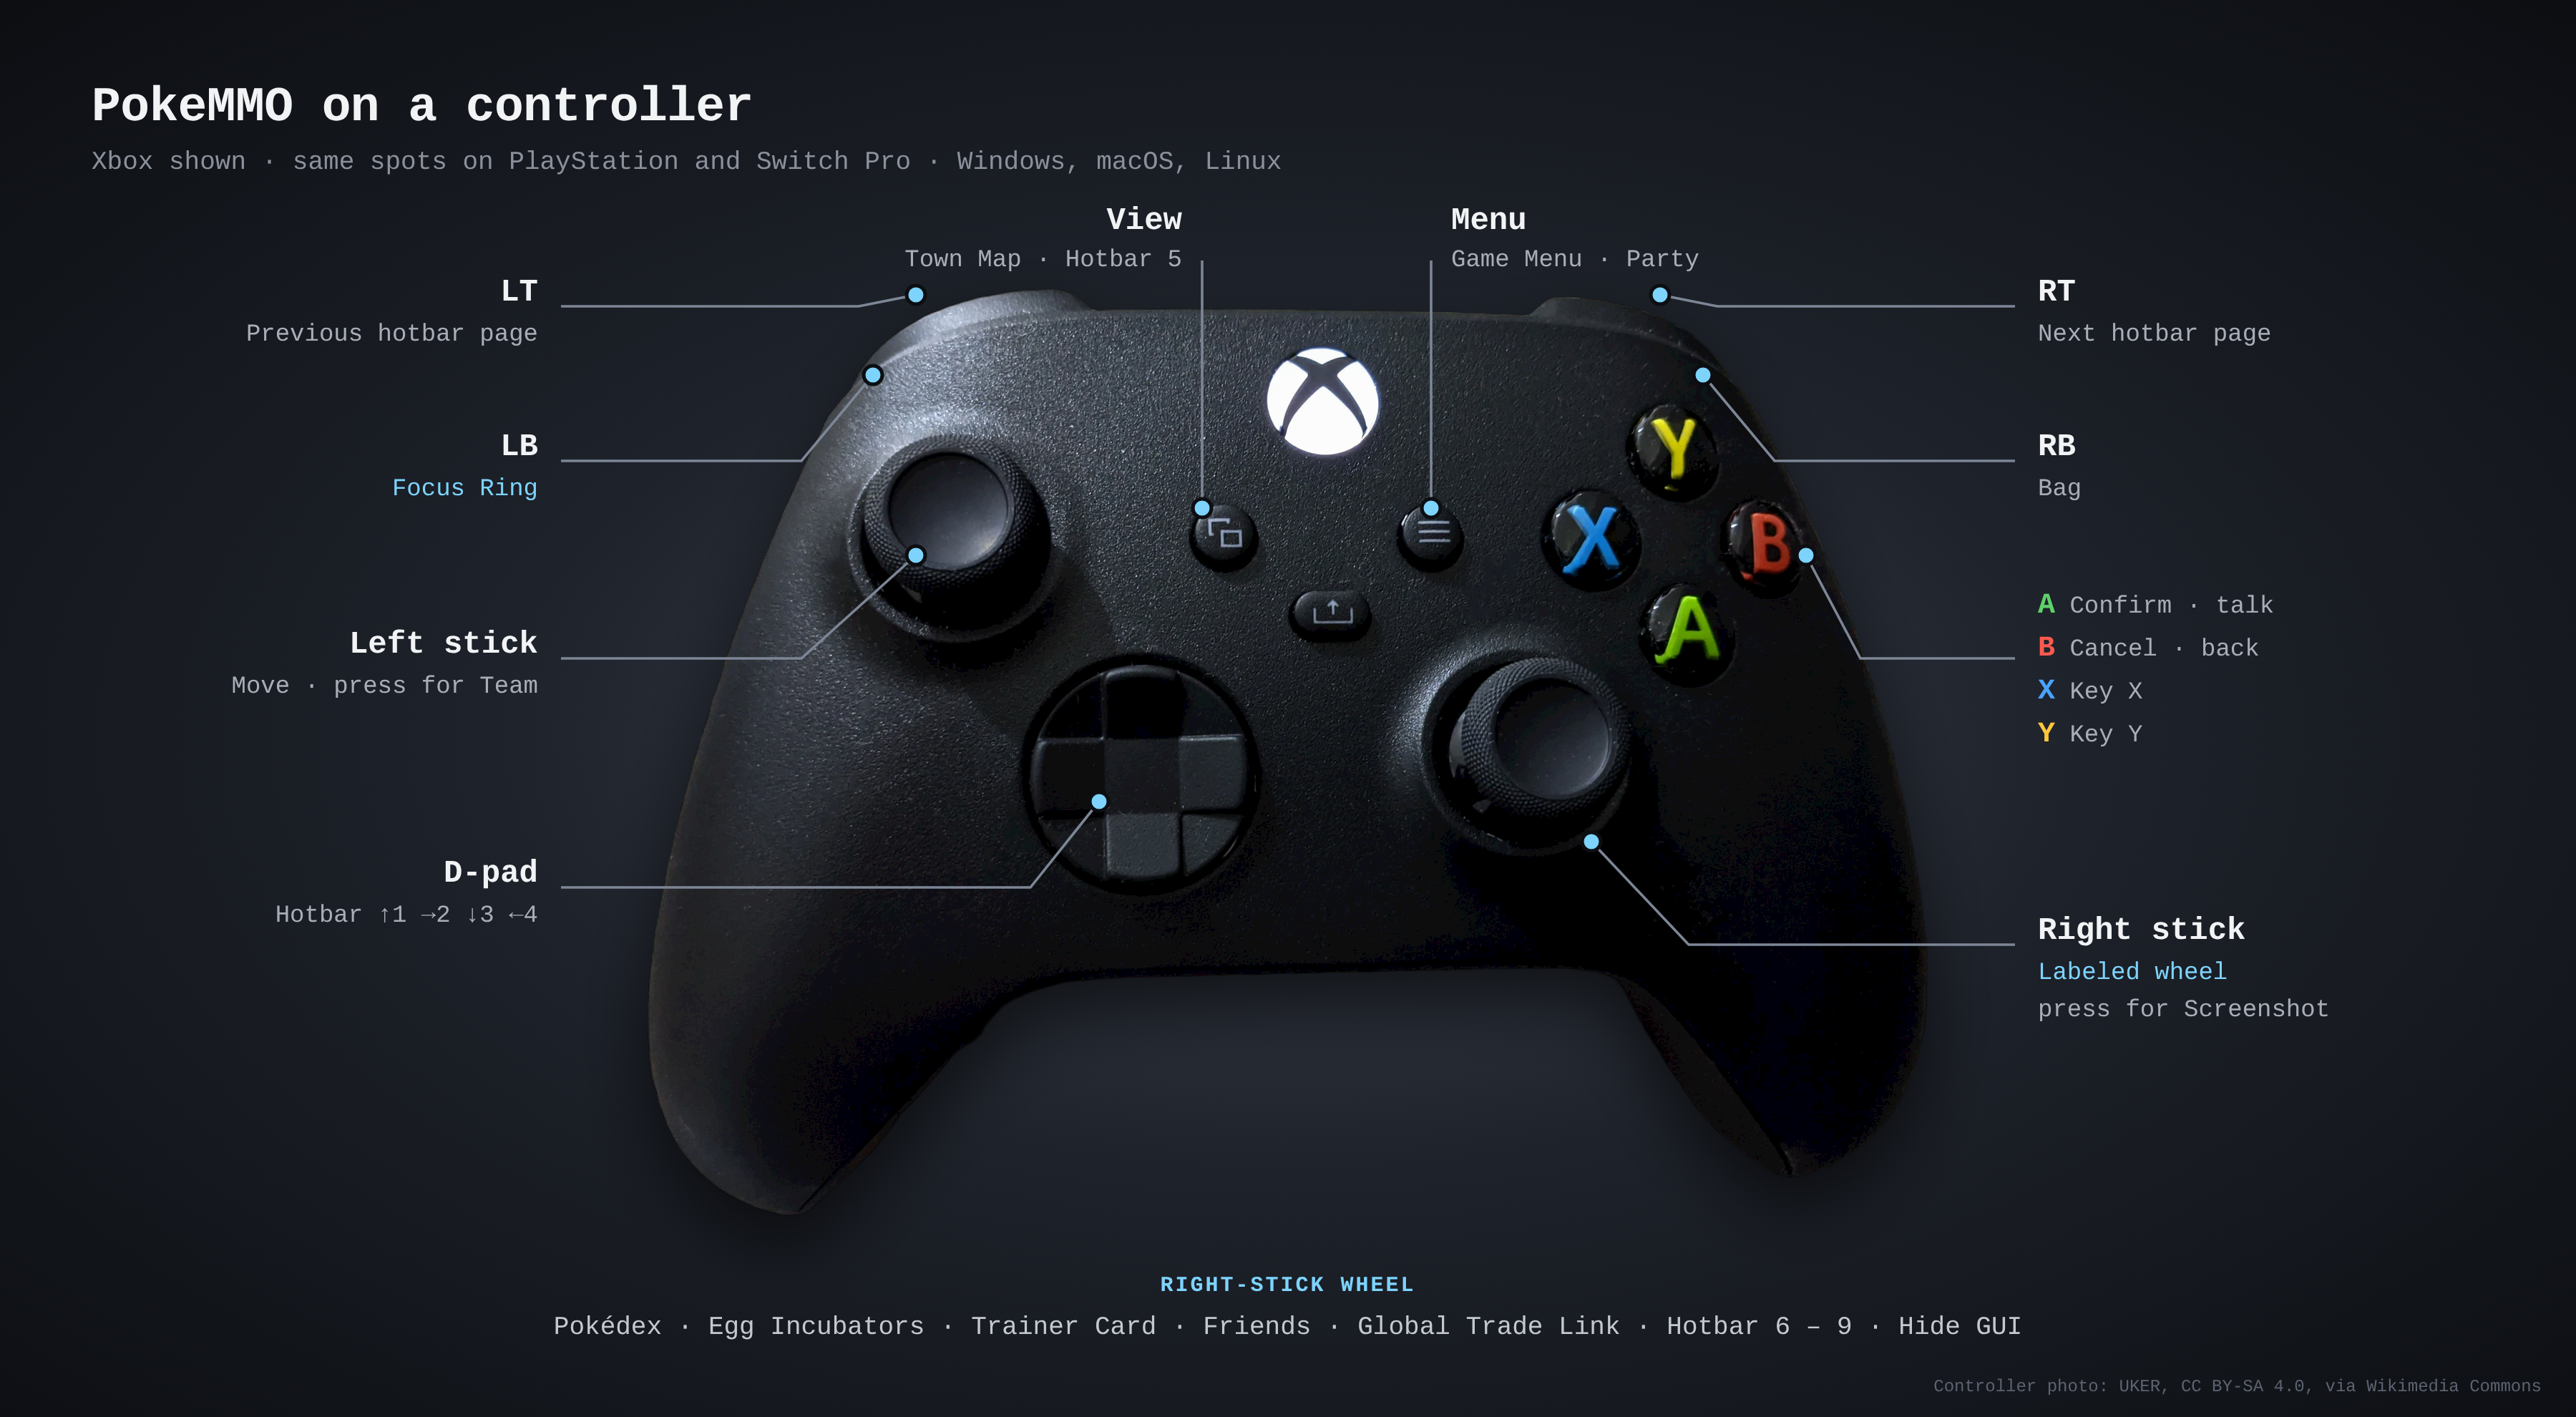 PokeMMO on a controller
Xbox shown · same spots on PlayStation and Switch Pro · Windows, macOS, Linux
View
Town Map · Hotbar 5
Menu
Game Menu · Party
LT
Previous hotbar page
RT
Next hotbar page
LB
Focus Ring
RB
Bag
Y
X
B
A
Left stick
Move · press for Team
A Confirm · talk
B Cancel · back
X Key X
Y Key Y
D-pad
Hotbar ↑1 →2 ↓3 ←4
Right stick
Labeled wheel
press for Screenshot
RIGHT-STICK WHEEL
Pokédex · Egg Incubators · Trainer Card · Friends · Global Trade Link · Hotbar 6 – 9 · Hide GUI
Controller photo: UKER, CC BY-SA 4.0, via Wikimedia Commons